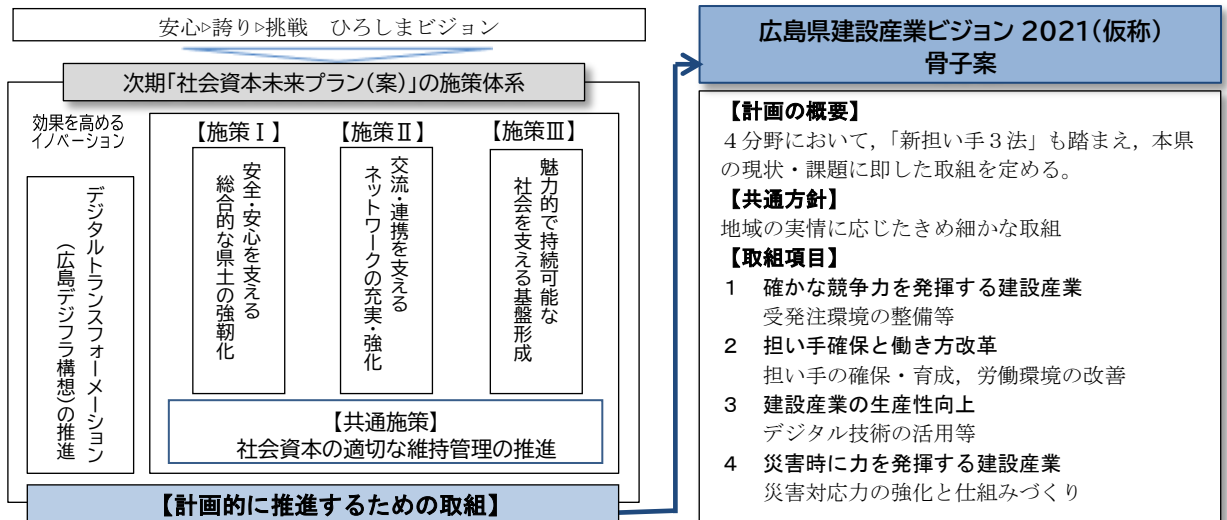 安心▷誇り▷挑戦　ひろしまビジョン
次期「社会資本未来プラン(案)」の施策体系
効果を高める
イノベーション
デジタルトランスフォーメーション
(広島デジフラ構想)の推進
【施策Ⅰ】
安全・安心を支える
総合的な県土の強靭化
【施策Ⅱ】
交流・連携を支える
ネットワークの充実・強化
【施策Ⅲ】
魅力的で持続可能な
社会を支える基盤形成
【共通施策】
社会資本の適切な維持管理の推進
【計画的に推進するための取組】
広島県建設産業ビジョン 2021(仮称)
骨子案
【計画の概要】
４分野において，「新担い手３法」も踏まえ，本県
の現状・課題に即した取組を定める。
【共通方針】
地域の実情に応じたきめ細かな取組
【取組項目】
１　確かな競争力を発揮する建設産業
受発注環境の整備等
２　担い手確保と働き方改革
担い手の確保・育成，労働環境の改善
３　建設産業の生産性向上
デジタル技術の活用等
４　災害時に力を発揮する建設産業
災害対応力の強化と仕組みづくり